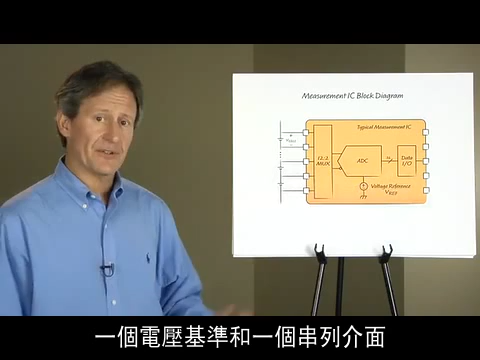 Measurement IC Block Diagram
Typical Measurement IC
12:1
MUX
ADC
Data
I/O
Voltage Reference
VREF
一個電壓基準和一個串列介面